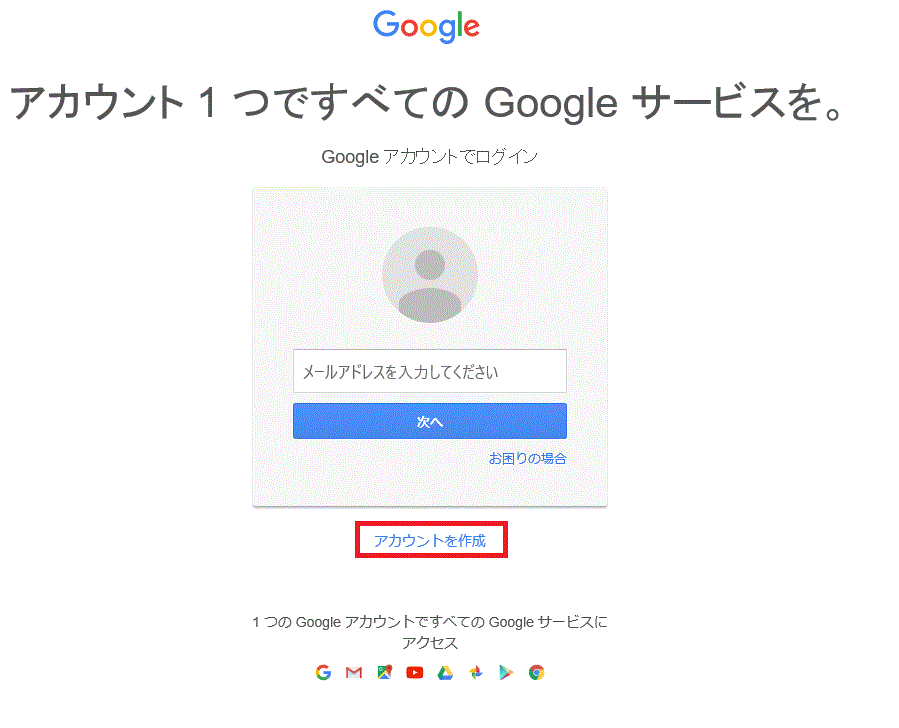 Google
アカウント 1 つですべての Google サービスを。
Google アカウントでログイン
メールアドレスを入力してください
次へ
お困りの場合
アカウントを作成
1 つの Google アカウントですべての Google サービスに
アクセス